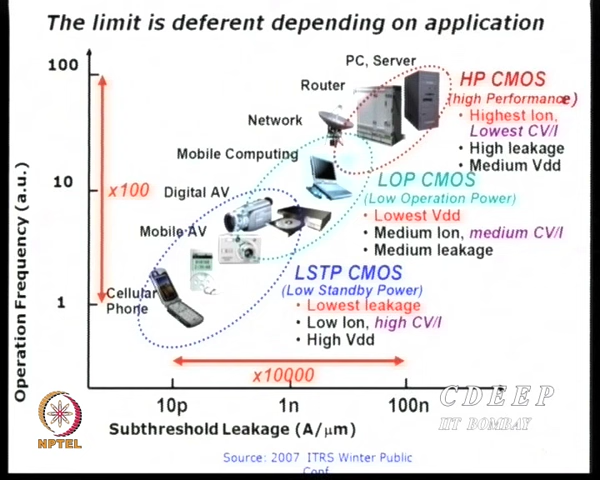 The limit is deferent depending on application
100
10
1
Operation Frequency (a.u.)
x100
PC, Server
Router
Network
Mobile Computing
Digital AV
Mobile AV
Cellular
Phone
HP CMOS
(high Performance)
• Highest Ion,
Lowest CV/I
• High leakage
• Medium Vdd
LOP CMOS
(Low Operation Power)
• Lowest Vdd
• Medium Ion, medium CV/I
• Medium leakage
LSTP CMOS
(Low Standby Power)
• Lowest leakage
• Low Ion, high CV/I
• High Vdd
x10000
10p
1n
100n
Subthreshold Leakage (A/μm)
CDEEP
IIT BOMBAY
NPTEL
Source: 2007 ITRS Winter Public
Conf.